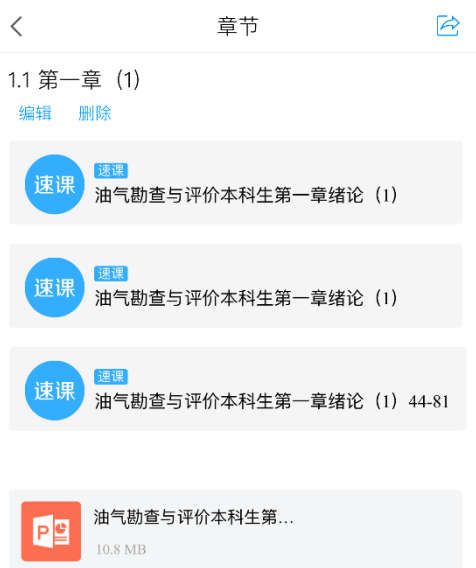 章节
1.1 第一章（1）
编辑 删除
速课
速课
油气勘查与评价本科生第一章绪论（1）
速课
速课
油气勘查与评价本科生第一章绪论（1）
速课
速课
油气勘查与评价本科生第一章绪论（1）44-81
P
油气勘查与评价本科生第…
10.8 MB